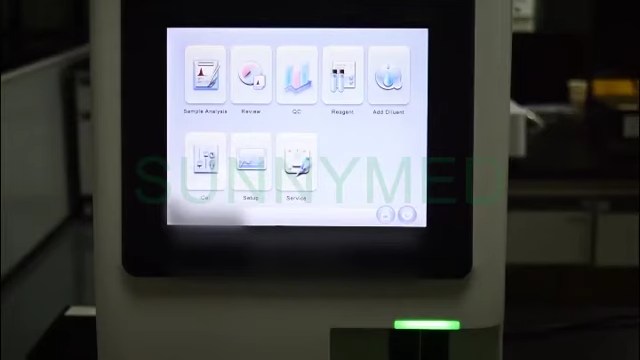 Sample Analysis Review QC Reagent Add Diluent
SUNNYMED
Setup Service